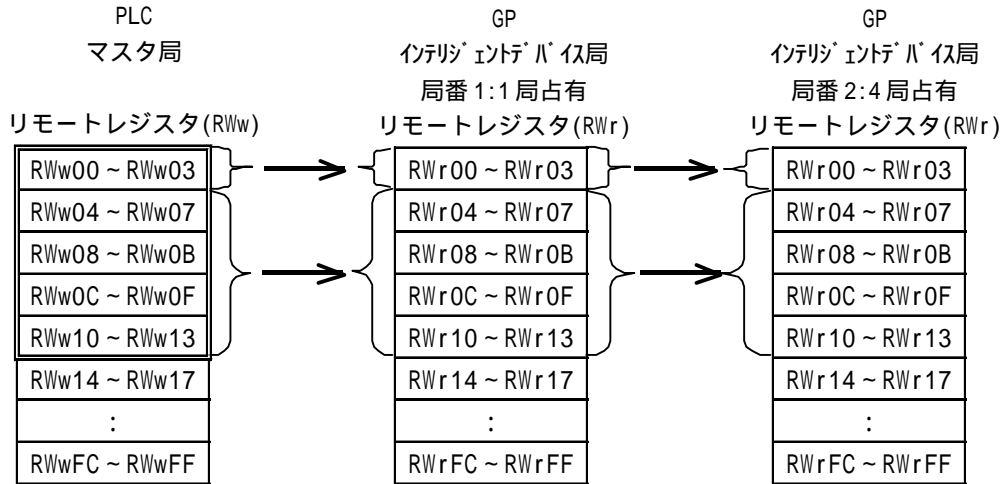 PLC
マスタ局
リモートレジスタ(RWw)
RWw00～RWw03
RWw04～RWw07
RWw08～RWw0B
RWw0C～RWw0F
RWw10～RWw13
RWw14～RWw17
:
RWwFC～RWwFF
GP
ｲﾝﾃﾘｼﾞｪﾝﾄﾃﾞﾊﾞｲｽ局
局番1:1局占有
リモートレジスタ(RWr)
RWr00～RWr03
RWr04～RWr07
RWr08～RWr0B
RWr0C～RWr0F
RWr10～RWr13
RWr14～RWr17
:
RWrFC～RWrFF
GP
ｲﾝﾃﾘｼﾞｪﾝﾄﾃﾞﾊﾞｲｽ局
局番2:4局占有
リモートレジスタ(RWr)
RWr00～RWr03
RWr04～RWr07
RWr08～RWr0B
RWr0C～RWr0F
RWr10～RWr13
RWr14～RWr17
:
RWrFC～RWrFF